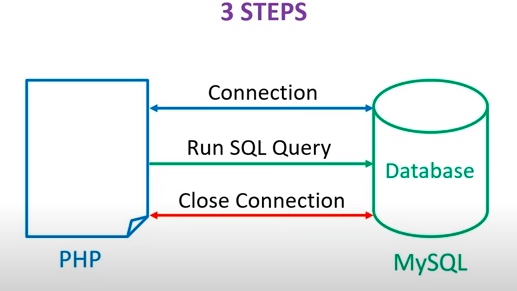 3 STEPS
Connection
Run SQL Query
Database
Close Connection
PHP
MySQL